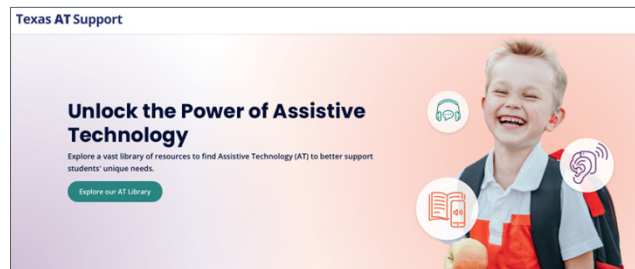 Texas AT Support
Unlock the Power of Assistive
Technology
Explore a vast library of resources to find Assistive Technology (AT) to better support
students' unique needs.
Explore our AT Library